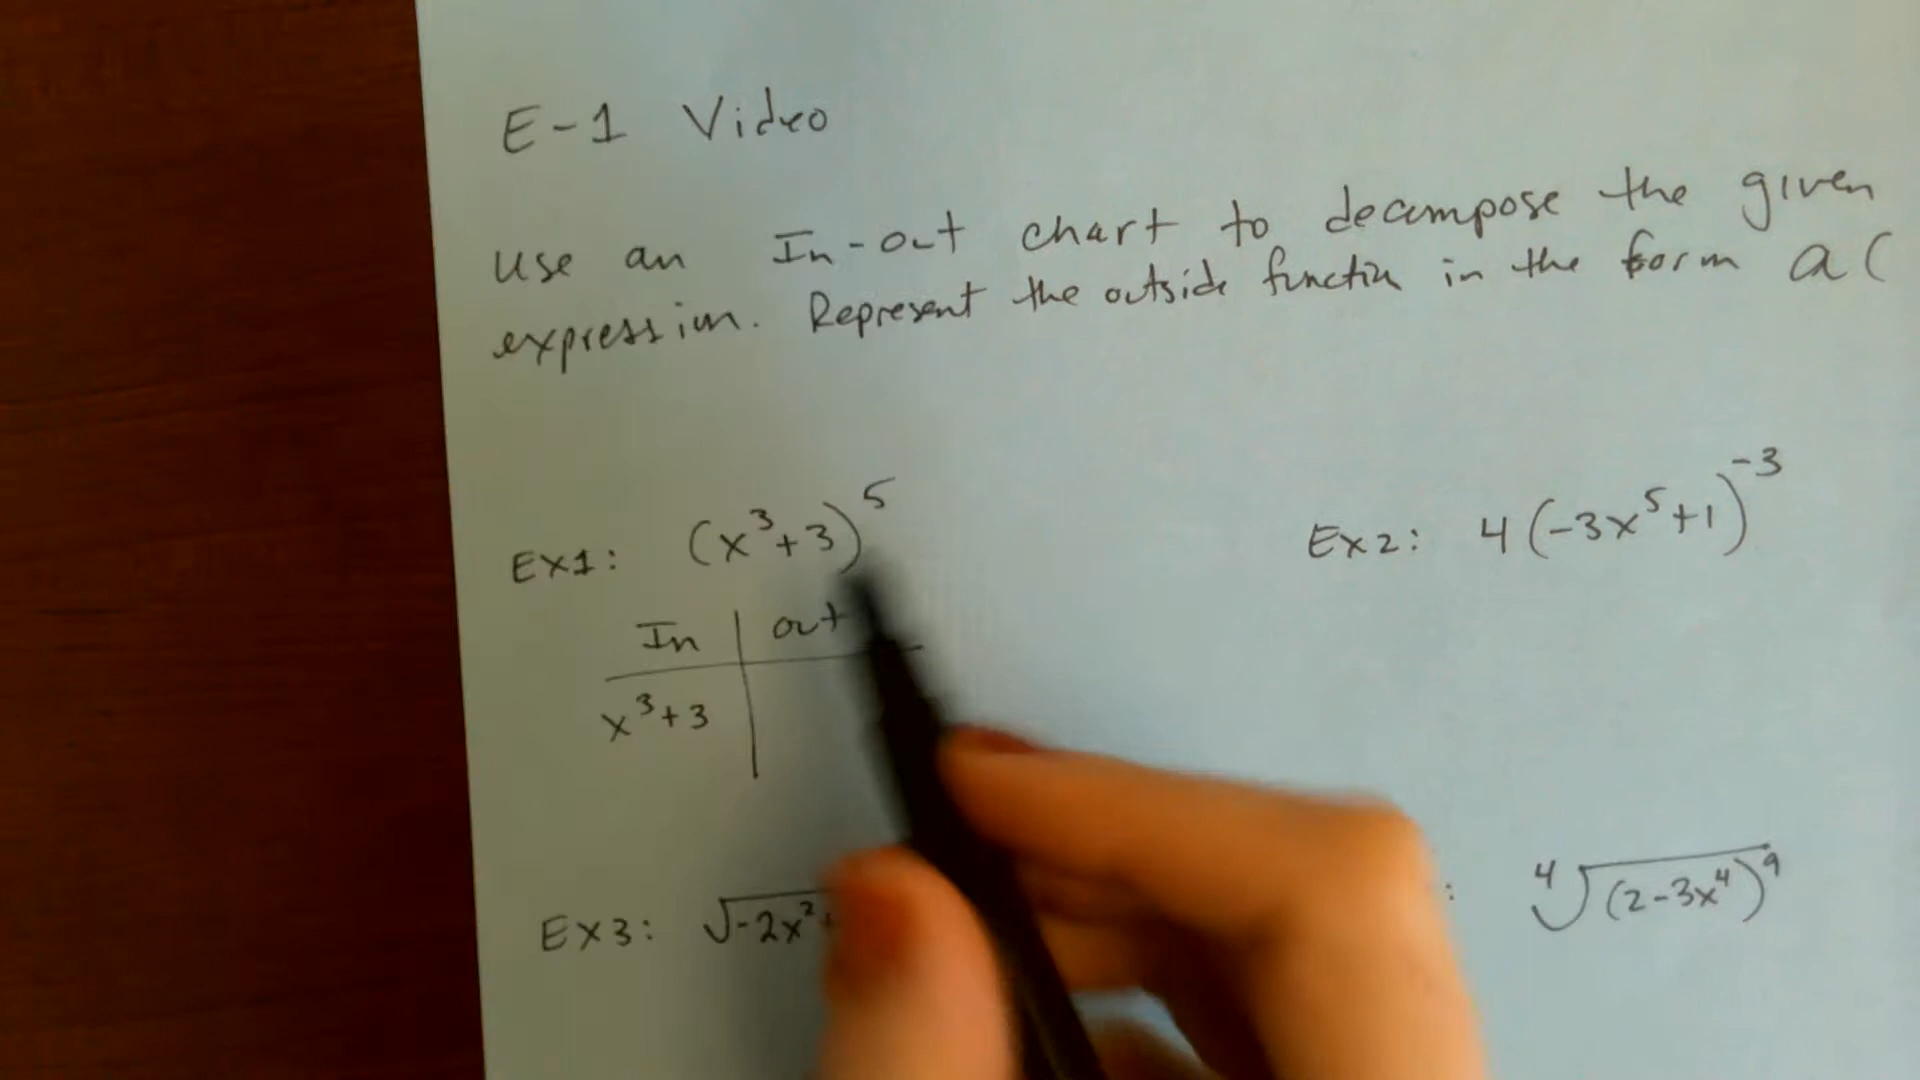 E-1 Video
Use an In-out chart to decompose the given
expression. Represent the outside function in the form a(
Ex1: (x³+3)⁵
Ex2: 4(-3x⁵+1)⁻³
In | out
x³+3
Ex3: √-2x²
: ⁴√(2-3x⁴)⁹